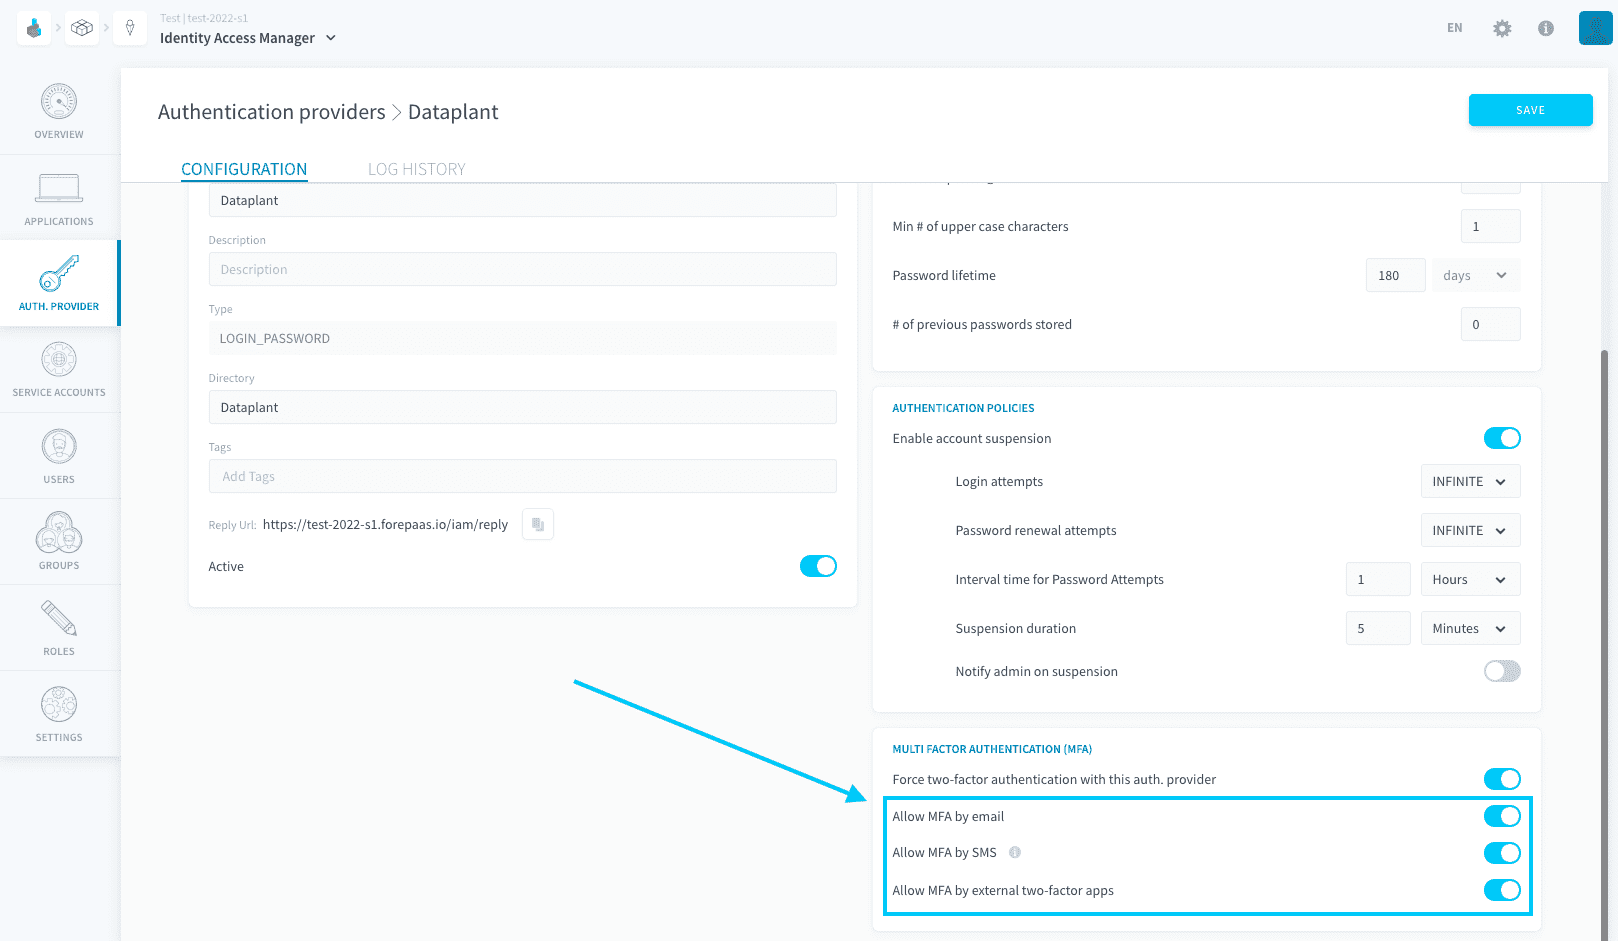 Test | test-2022-s1
Identity Access Manager
EN
OVERVIEW
APPLICATIONS
AUTH. PROVIDER
SERVICE ACCOUNTS
USERS
GROUPS
ROLES
SETTINGS
Authentication providers > Dataplant
SAVE
CONFIGURATION
LOG HISTORY
Dataplant
Description
Description
Type
LOGIN_PASSWORD
Directory
Dataplant
Tags
Add Tags
Reply Url: https://test-2022-s1.forepaas.io/iam/reply
Active
Min # of upper case characters 1
Password lifetime 180 days
# of previous passwords stored 0
AUTHENTICATION POLICIES
Enable account suspension
Login attempts INFINITE
Password renewal attempts INFINITE
Interval time for Password Attempts 1 Hours
Suspension duration 5 Minutes
Notify admin on suspension
MULTI FACTOR AUTHENTICATION (MFA)
Force two-factor authentication with this auth. provider
Allow MFA by email
Allow MFA by SMS
Allow MFA by external two-factor apps